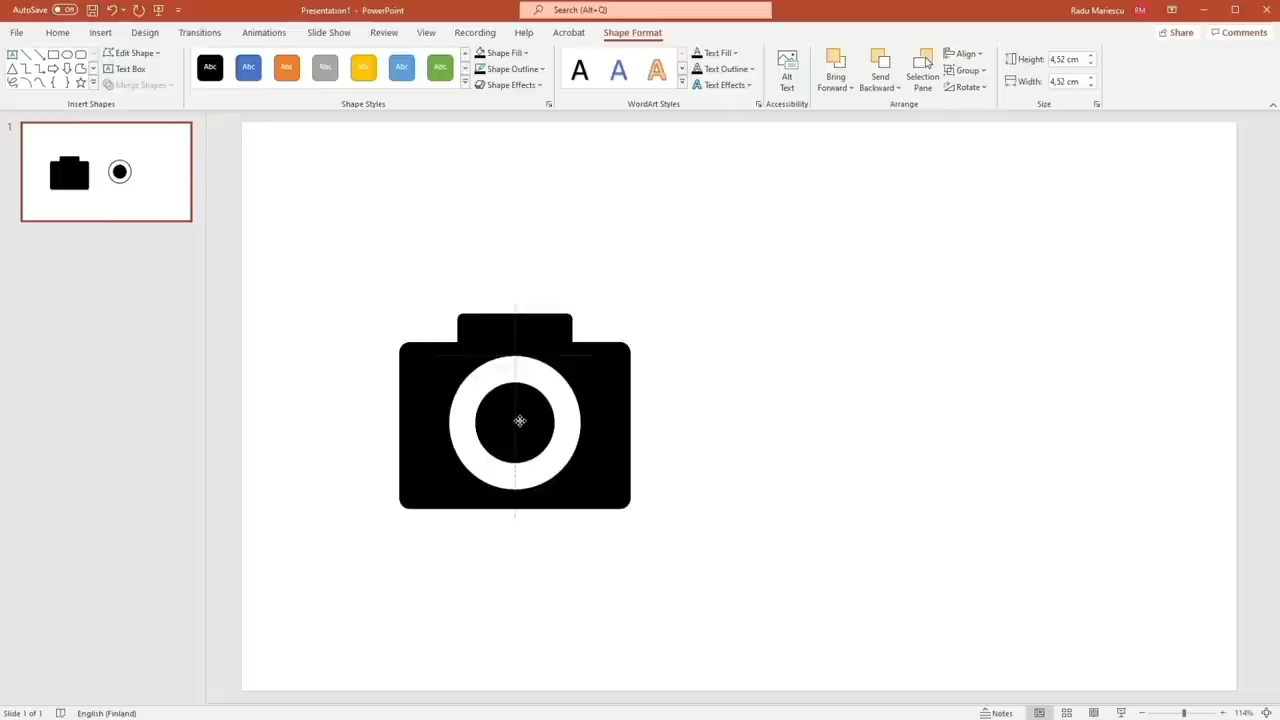 AutoSave Off Presentation1 - PowerPoint Search (Alt+Q) Radu Mariescu RM
File Home Insert Design Transitions Animations Slide Show Review View Recording Help Acrobat Shape Format Share Comments
Edit Shape Text Box Merge Shapes
Insert Shapes
Abc Abc Abc Abc Abc Abc Abc
Shape Fill Shape Outline Shape Effects
Shape Styles
A A A
Text Fill Text Outline Text Effects
WordArt Styles
Alt Text
Accessibility
Bring Forward Send Backward Selection Pane Align Group Rotate
Arrange
Height: 4,52 cm
Width: 4,52 cm
Size
1
Slide 1 of 1 English (Finland) Notes 114%